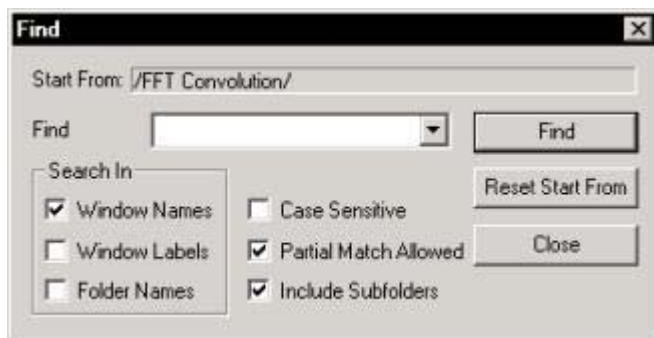 Find
Start From: /FFT Convolution/
Find
Find
Search In
Reset Start From
Window Names
Case Sensitive
Window Labels
Partial Match Allowed
Close
Folder Names
Include Subfolders